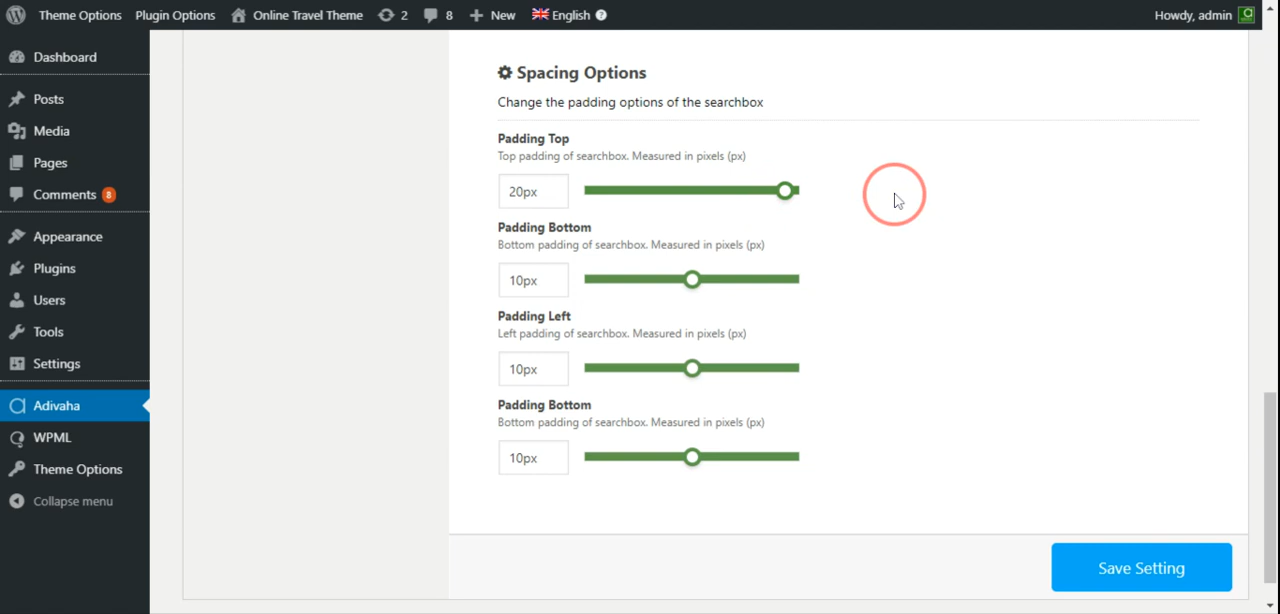 Theme Options Plugin Options Online Travel Theme 2 8 New English Howdy, admin
Dashboard
Posts
Media
Pages
Comments 8
Appearance
Plugins
Users
Tools
Settings
Adivaha
WPML
Theme Options
Collapse menu
Spacing Options
Change the padding options of the searchbox
Padding Top
Top padding of searchbox. Measured in pixels (px)
20px
Padding Bottom
Bottom padding of searchbox. Measured in pixels (px)
10px
Padding Left
Left padding of searchbox. Measured in pixels (px)
10px
Padding Bottom
Bottom padding of searchbox. Measured in pixels (px)
10px
Save Setting